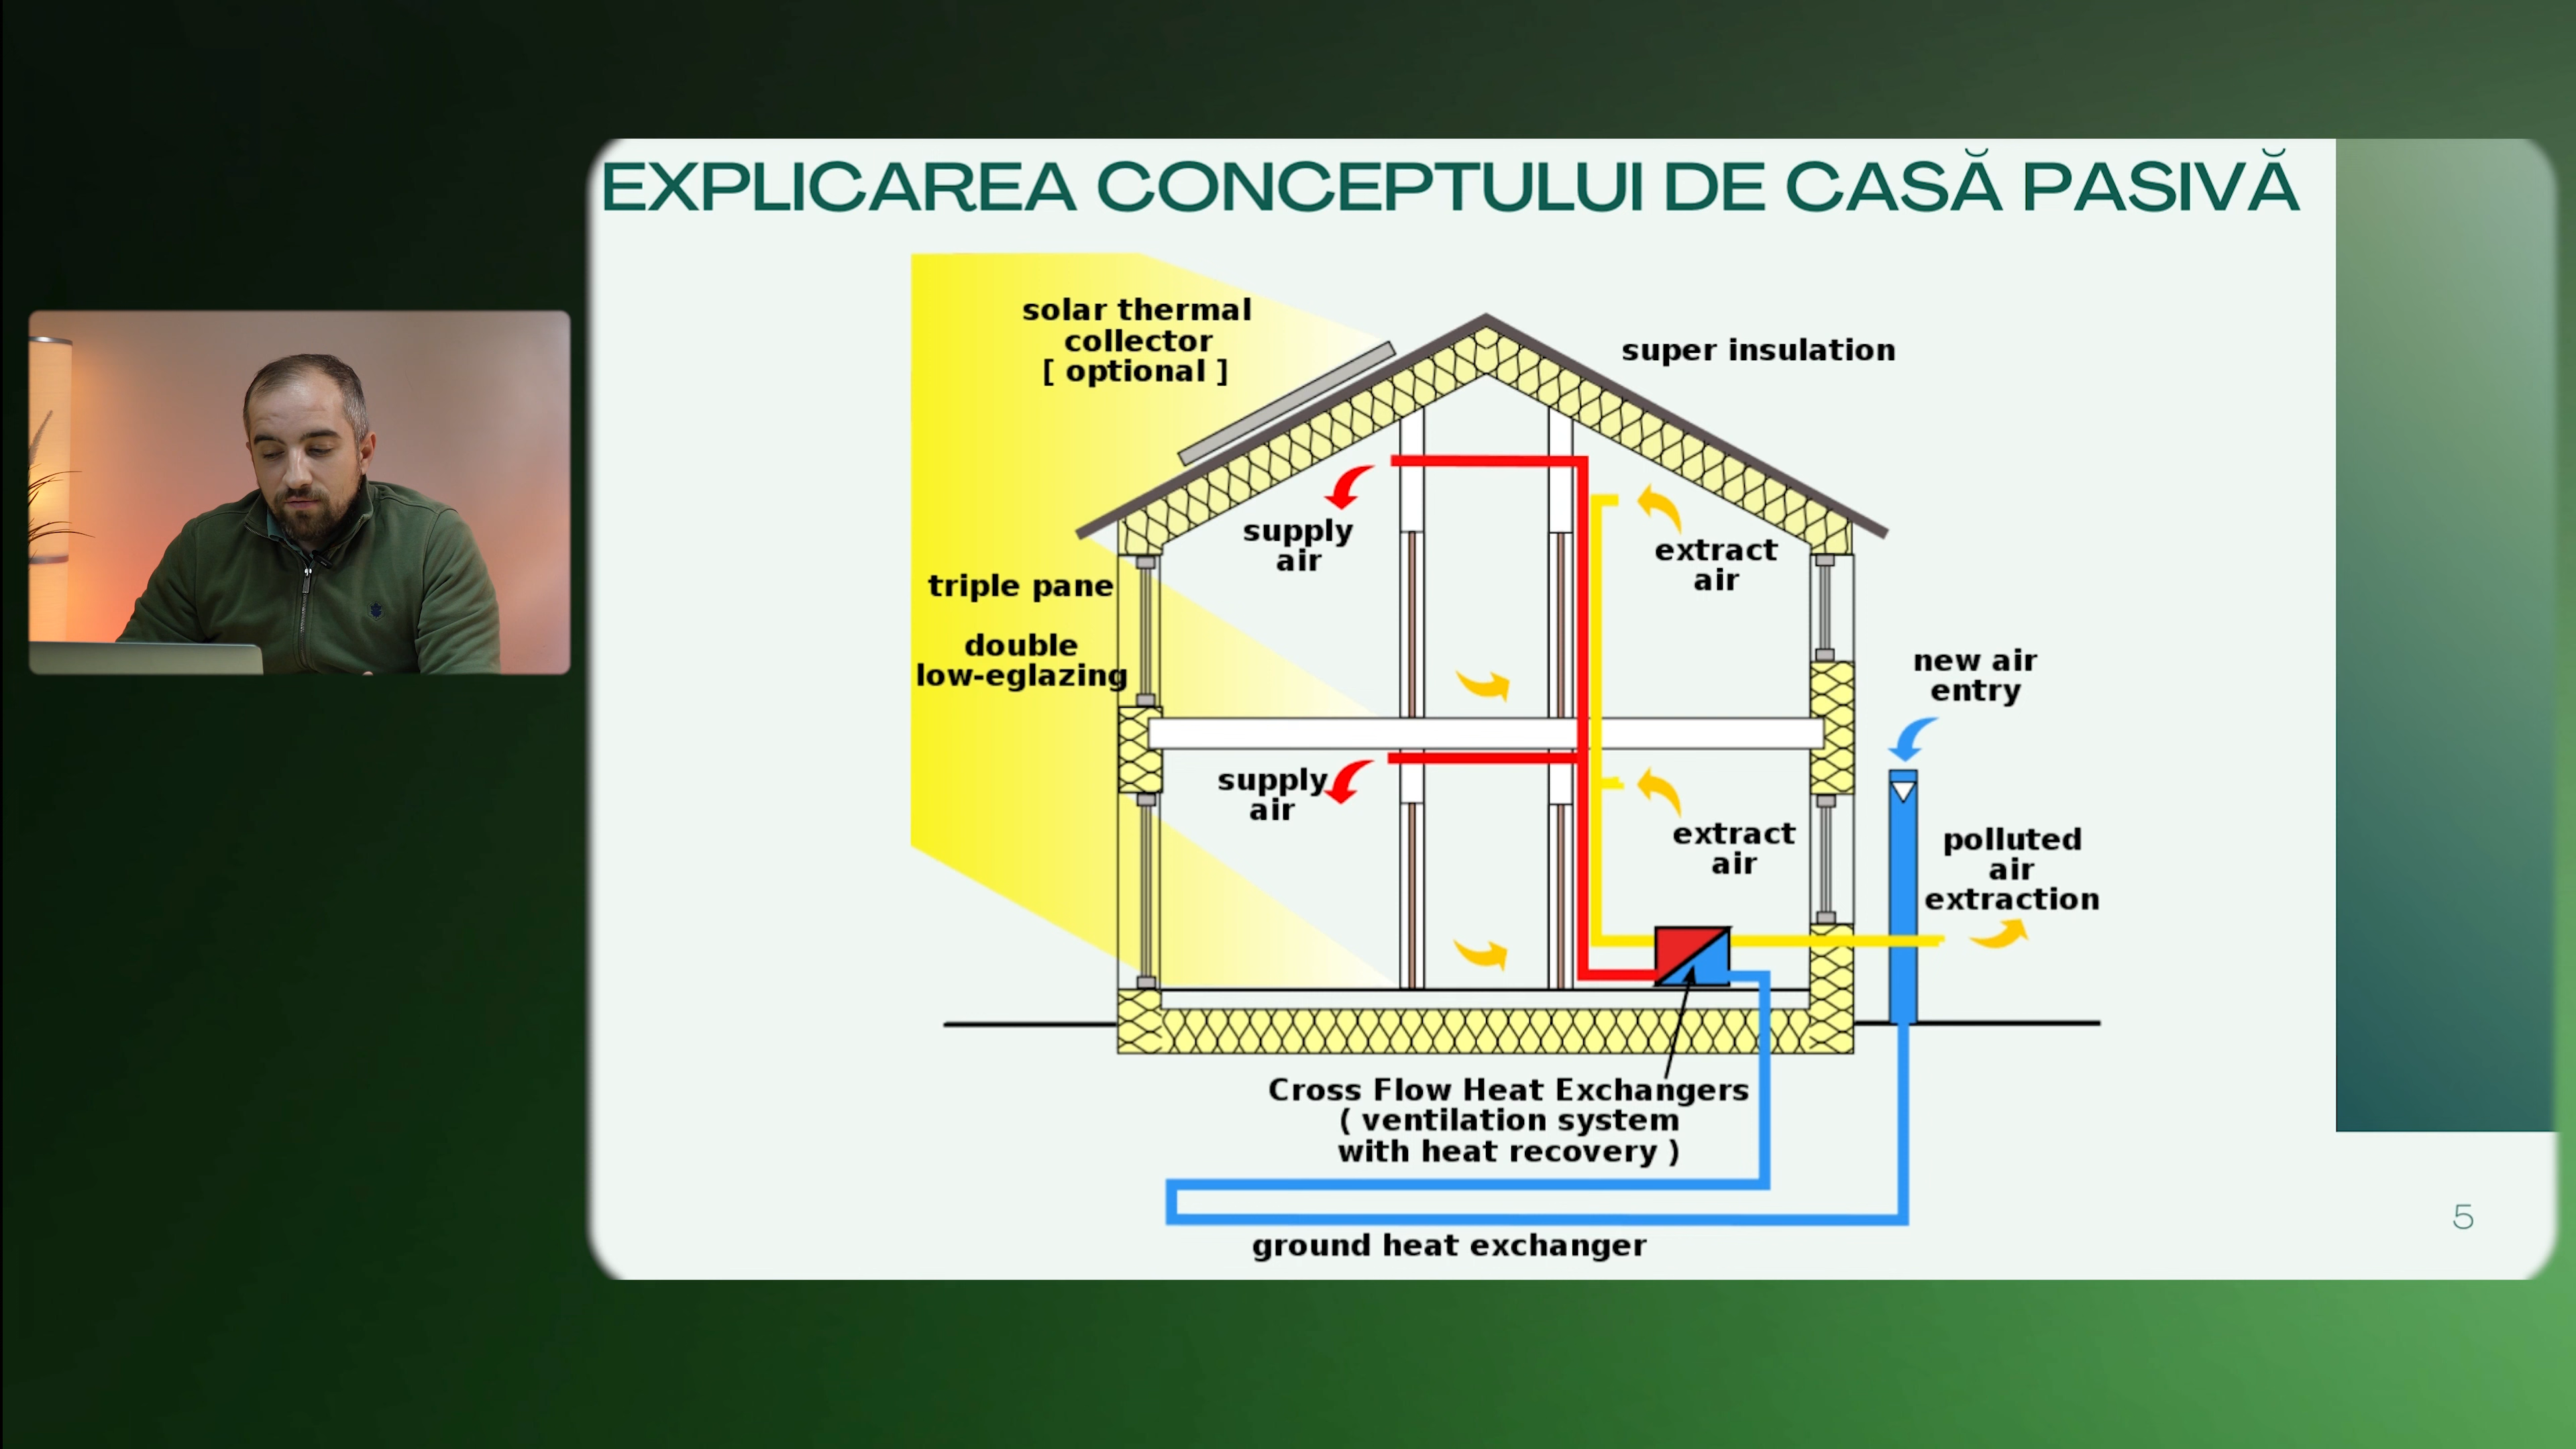 EXPLICAREA CONCEPTULUI DE CASĂ PASIVĂ
solar thermal
collector
[ optional ]
super insulation
supply
air
extract
air
triple pane
double
low-eglazing
new air
entry
supply
air
extract
air
polluted
air
extraction
Cross Flow Heat Exchangers
( ventilation system
with heat recovery )
ground heat exchanger
5